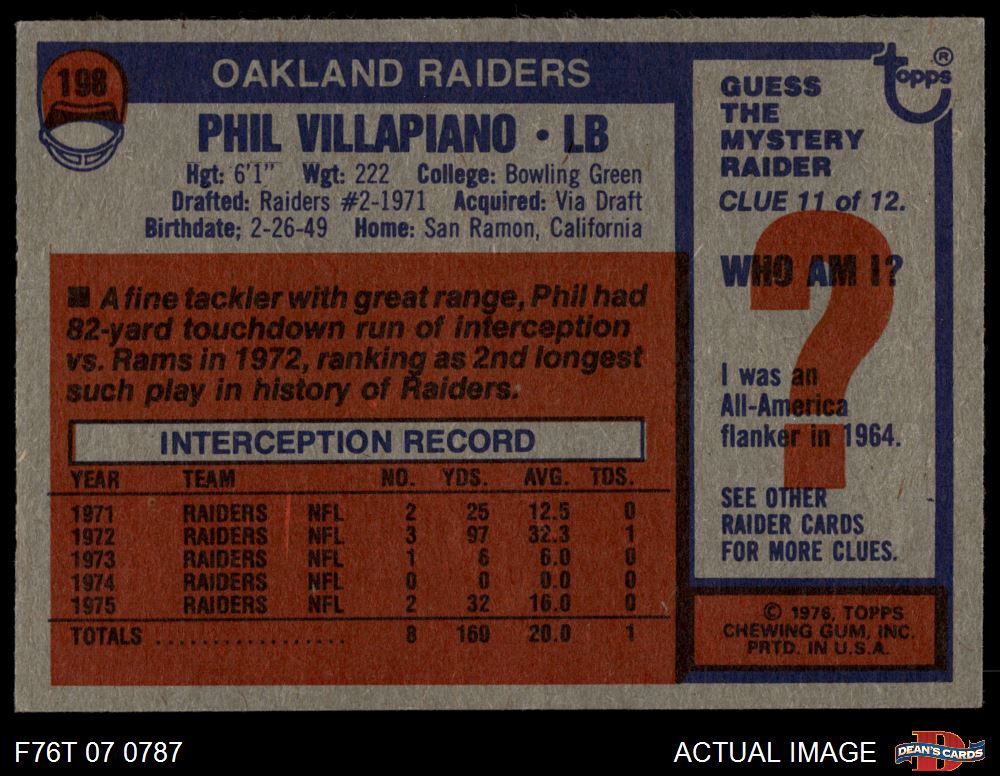 198
OAKLAND RAIDERS
PHIL VILLAPIANO • LB
Hgt: 6'1" Wgt: 222 College: Bowling Green
Drafted: Raiders #2-1971 Acquired: Via Draft
Birthdate; 2-26-49 Home: San Ramon, California
■ A fine tackler with great range, Phil had
82-yard touchdown run of interception
vs. Rams in 1972, ranking as 2nd longest
such play in history of Raiders.
INTERCEPTION RECORD
YEAR TEAM NO. YDS. AVG. TDS.
1971 RAIDERS NFL 2 25 12.5 0
1972 RAIDERS NFL 3 97 32.3 1
1973 RAIDERS NFL 1 6 6.0 0
1974 RAIDERS NFL 0 0 0.0 0
1975 RAIDERS NFL 2 32 16.0 0
TOTALS .................. 8 160 20.0 1
topps ®
GUESS
THE
MYSTERY
RAIDER
CLUE 11 of 12.
WHO AM I?
?
I was an
All-America
flanker in 1964.
SEE OTHER
RAIDER CARDS
FOR MORE CLUES.
© 1976, TOPPS
CHEWING GUM, INC.
PRTD. IN U.S.A.
F76T 07 0787
ACTUAL IMAGE
D
DEAN'S CARDS